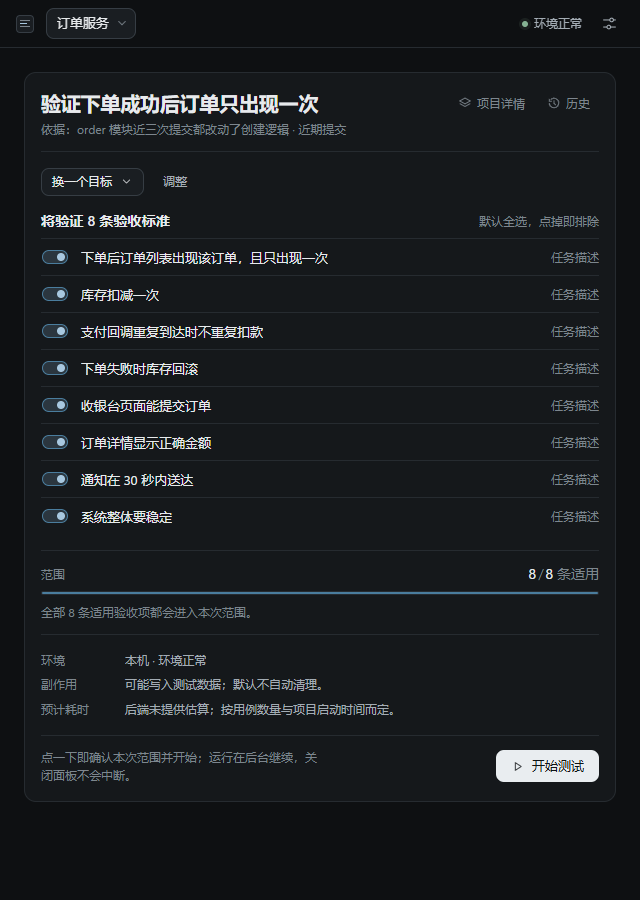 订单服务
环境正常
验证下单成功后订单只出现一次
项目详情
历史
依据：order 模块近三次提交都改动了创建逻辑 · 近期提交
换一个目标
调整
将验证 8 条验收标准
默认全选，点掉即排除
下单后订单列表出现该订单，且只出现一次
任务描述
库存扣减一次
任务描述
支付回调重复到达时不重复扣款
任务描述
下单失败时库存回滚
任务描述
收银台页面能提交订单
任务描述
订单详情显示正确金额
任务描述
通知在 30 秒内送达
任务描述
系统整体要稳定
任务描述
范围
8 / 8 条适用
全部 8 条适用验收项都会进入本次范围。
环境
本机 · 环境正常
副作用
可能写入测试数据；默认不自动清理。
预计耗时
后端未提供估算；按用例数量与项目启动时间而定。
点一下即确认本次范围并开始；运行在后台继续，关
闭面板不会中断。
开始测试